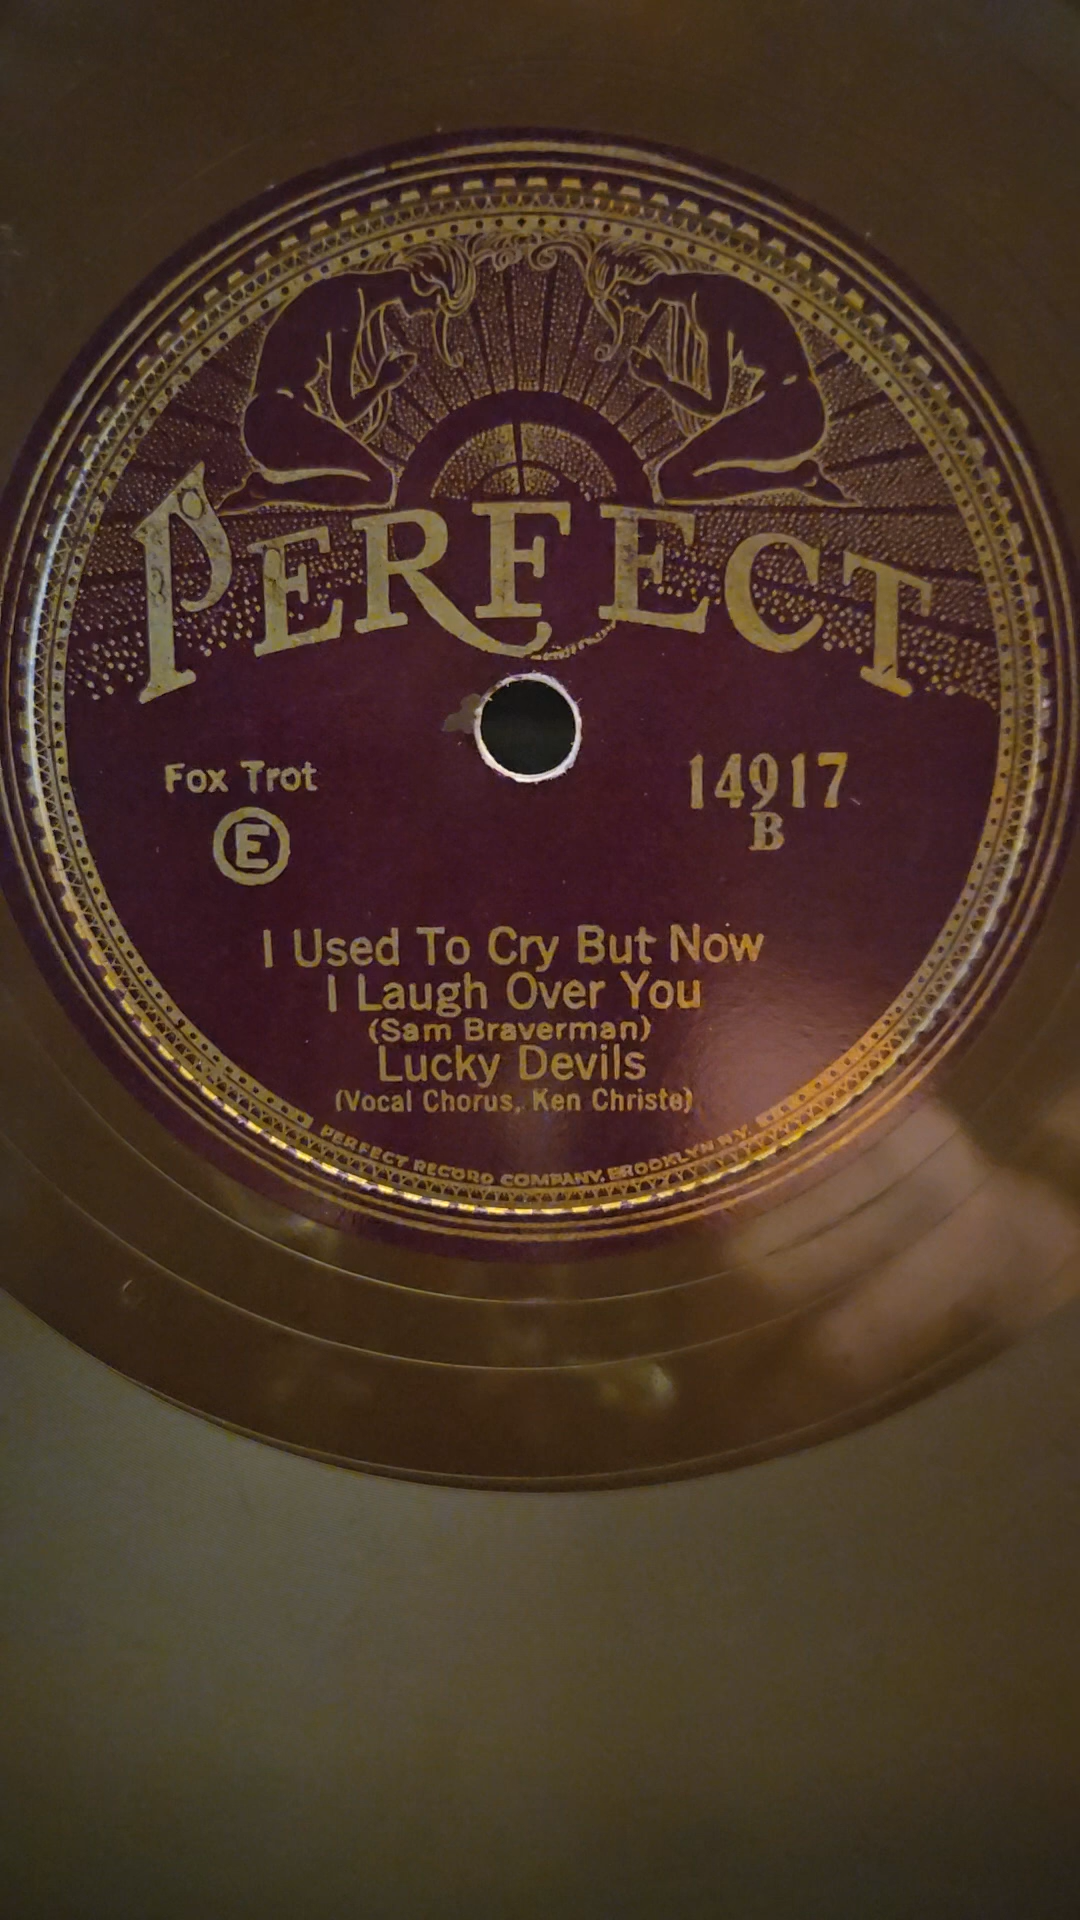 PERFECT
Fox Trot
E
14917
B
I Used To Cry But Now
I Laugh Over You
(Sam Braverman)
Lucky Devils
(Vocal Chorus, Ken Christe)
PERFECT RECORD COMPANY, BROOKLYN N.Y.